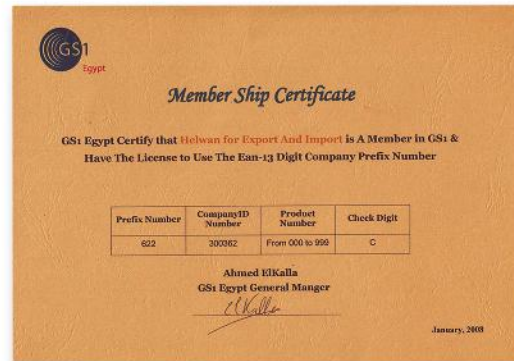 GS1
Egypt
Member Ship Certificate
GS1 Egypt Certify that Helwan for Export And Import is A Member in GS1 &
Have The License to Use The Ean-13 Digit Company Prefix Number
Prefix Number CompanyID Number Product Number Check Digit
622 300362 From 000 to 999 C
Ahmed ElKalla
GS1 Egypt General Manger
January, 2008